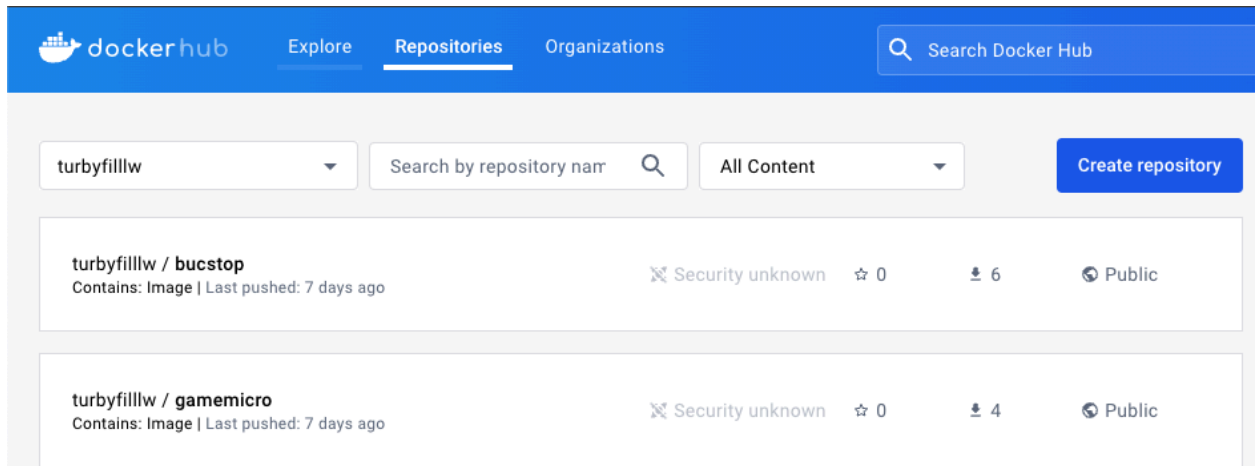 dockerhub Explore Repositories Organizations Search Docker Hub
turbyfilllw Search by repository nam All Content Create repository
turbyfilllw / bucstop
Security unknown 0 6 Public
Contains: Image | Last pushed: 7 days ago
turbyfilllw / gamemicro
Security unknown 0 4 Public
Contains: Image | Last pushed: 7 days ago